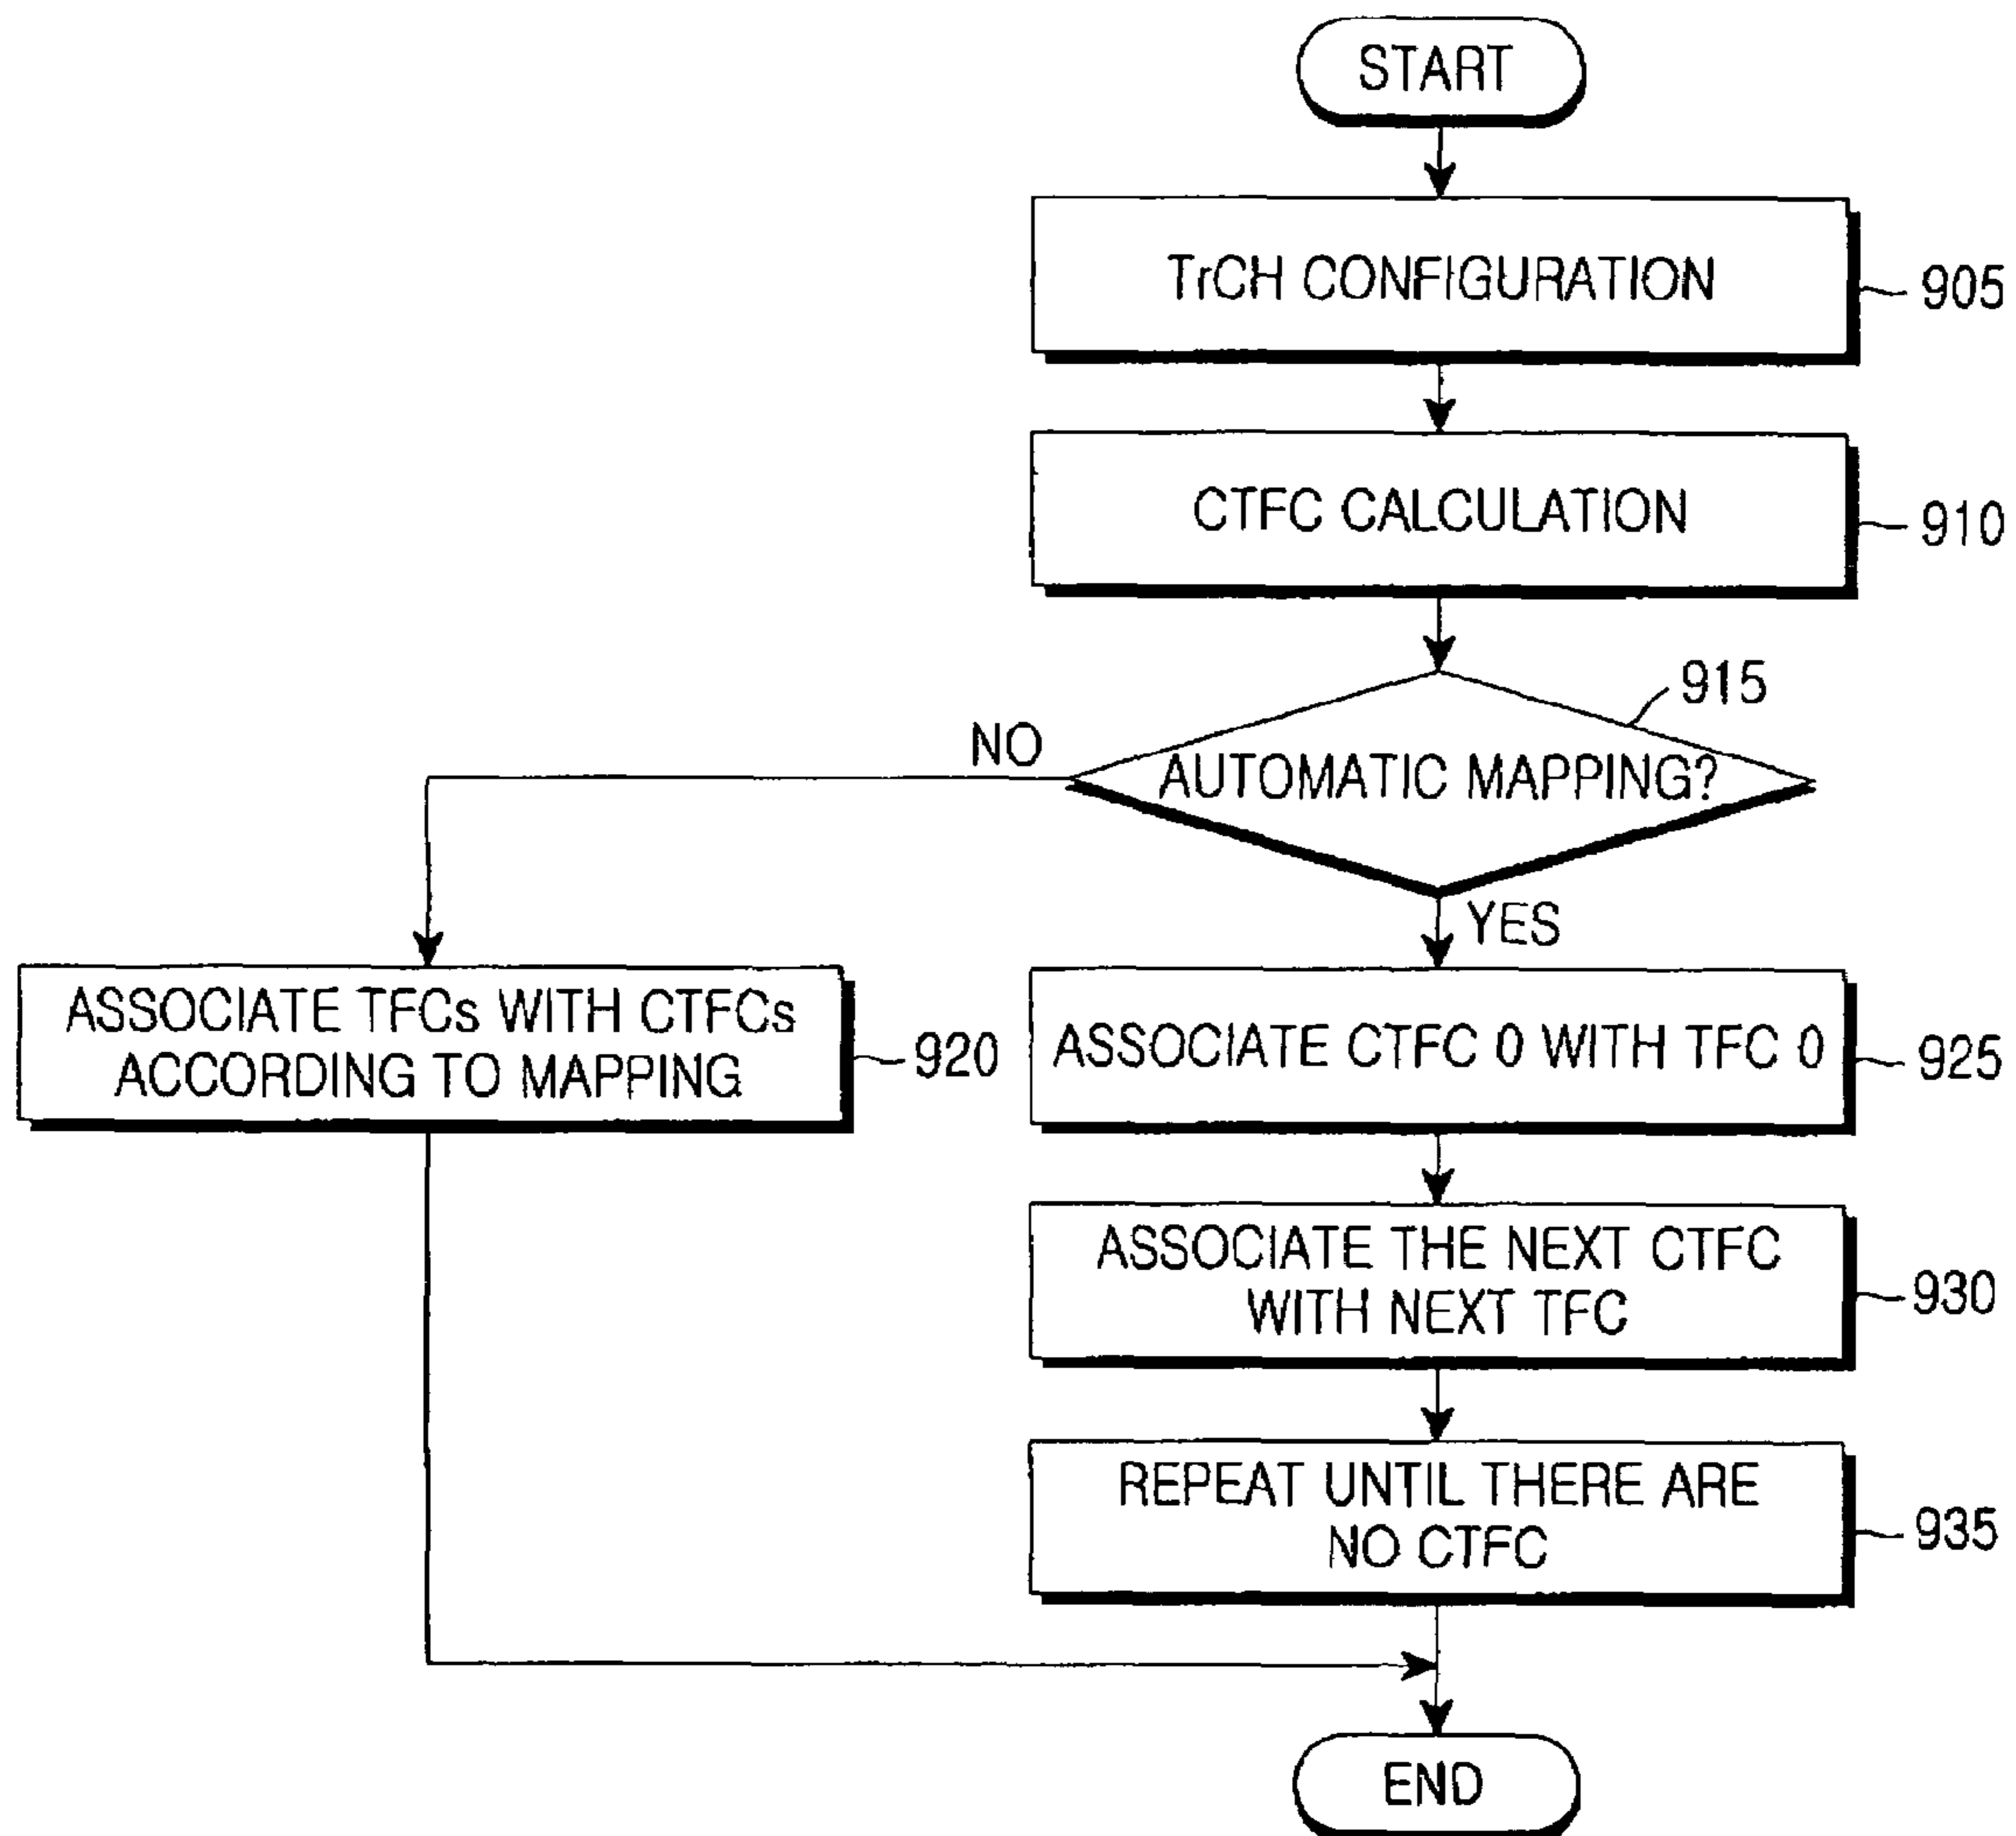 START
TrCH CONFIGURATION
905
CTFC CALCULATION
910
915
AUTOMATIC MAPPING?
NO
YES
ASSOCIATE TFCs WITH CTFCs
ACCORDING TO MAPPING
920
ASSOCIATE CTFC 0 WITH TFC 0
925
ASSOCIATE THE NEXT CTFC
WITH NEXT TFC
930
REPEAT UNTIL THERE ARE
NO CTFC
935
END